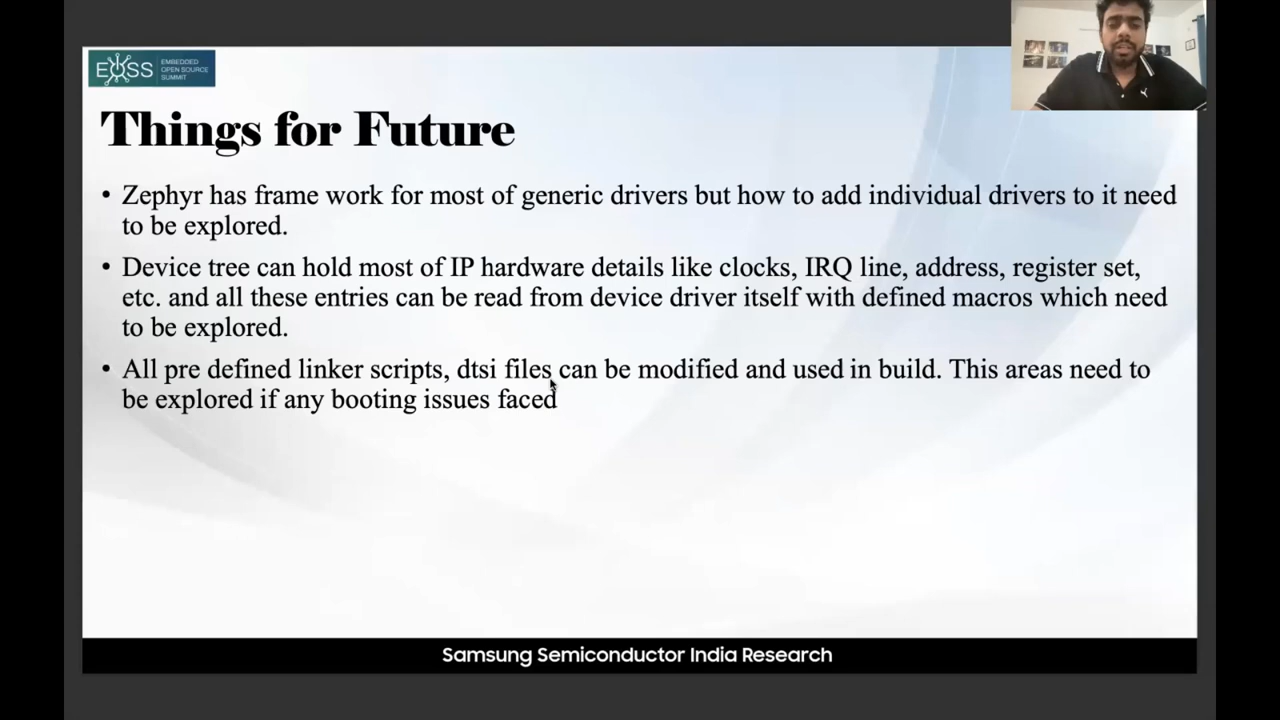 EOSS
EMBEDDED
OPEN SOURCE
SUMMIT
Things for Future
• Zephyr has frame work for most of generic drivers but how to add individual drivers to it need
to be explored.
• Device tree can hold most of IP hardware details like clocks, IRQ line, address, register set,
etc. and all these entries can be read from device driver itself with defined macros which need
to be explored.
• All pre defined linker scripts, dtsi files can be modified and used in build. This areas need to
be explored if any booting issues faced
Samsung Semiconductor India Research